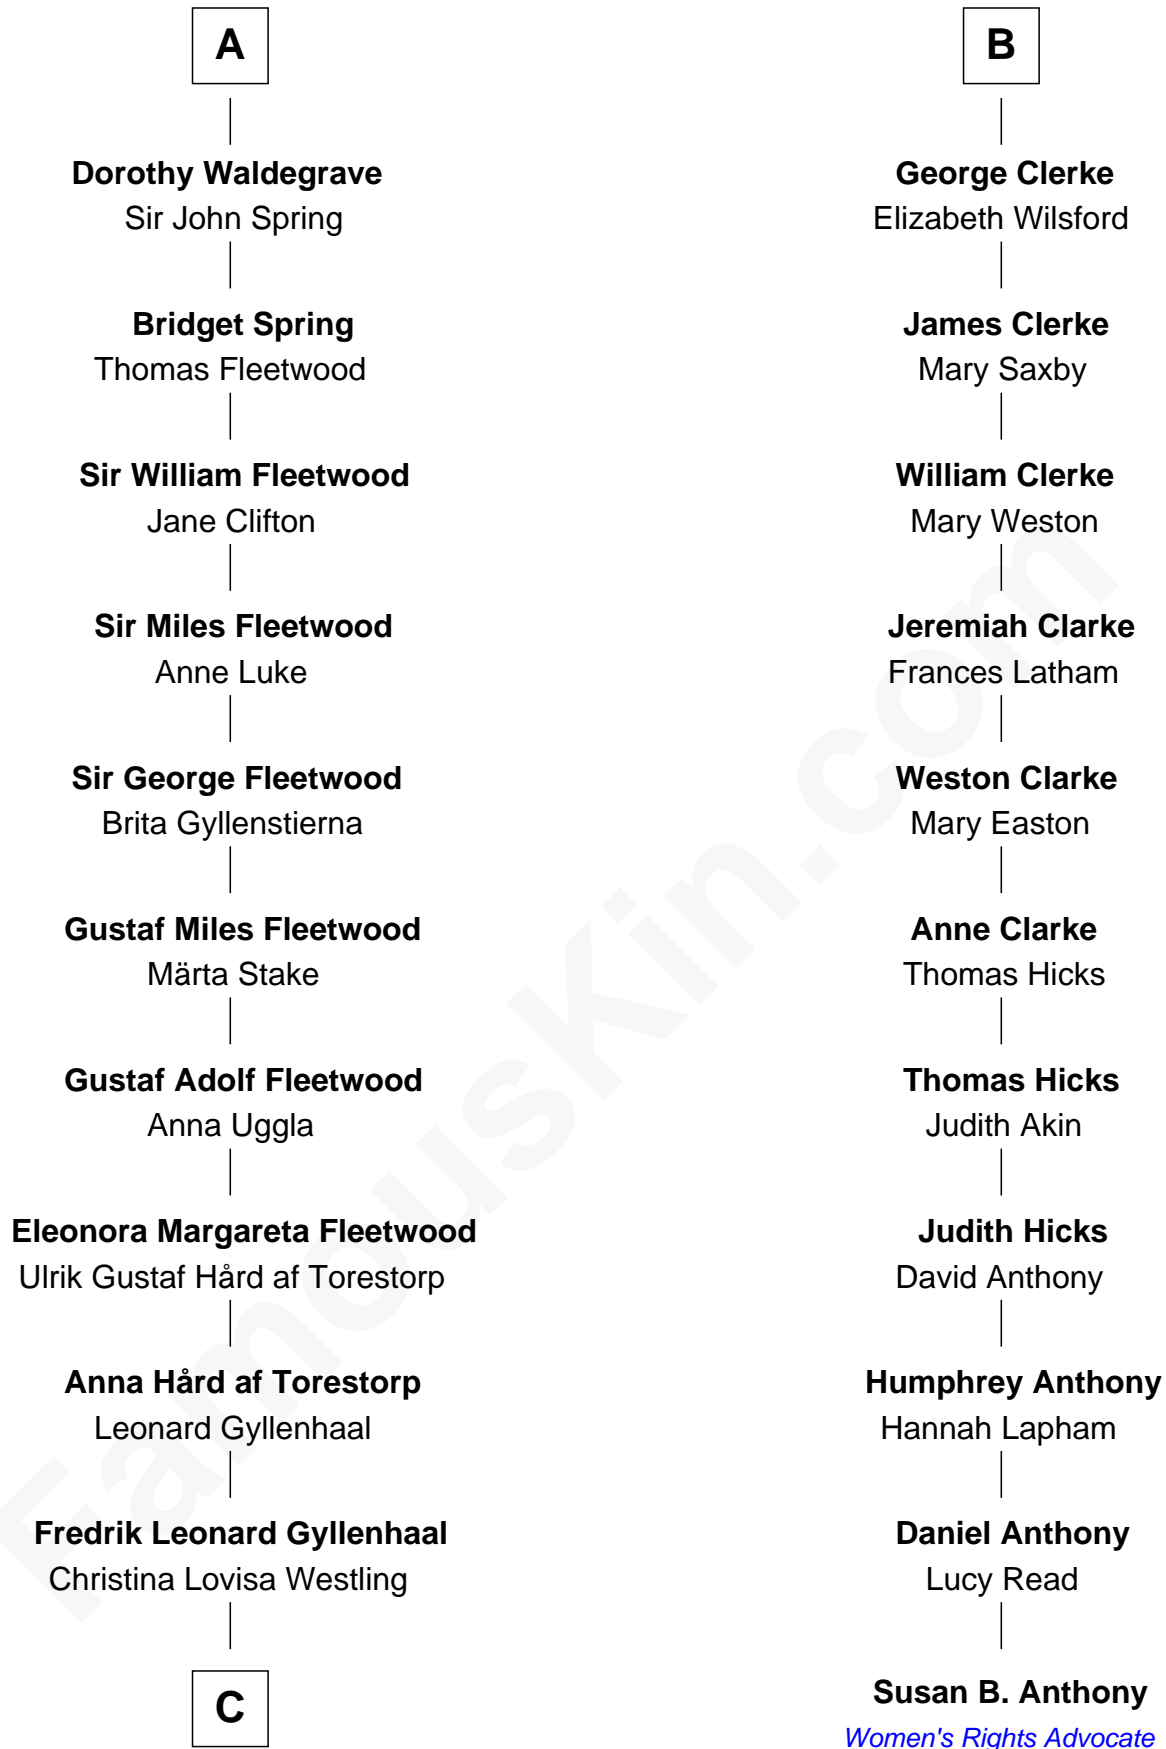 A
Dorothy Waldegrave
Sir John Spring
Bridget Spring
Thomas Fleetwood
Sir William Fleetwood
Jane Clifton
Sir Miles Fleetwood
Anne Luke
Sir George Fleetwood
Brita Gyllenstierna
Gustaf Miles Fleetwood
Märta Stake
Gustaf Adolf Fleetwood
Anna Uggla
Eleonora Margareta Fleetwood
Ulrik Gustaf Hård af Torestorp
Anna Hård af Torestorp
Leonard Gyllenhaal
Fredrik Leonard Gyllenhaal
Christina Lovisa Westling
C
B
George Clerke
Elizabeth Wilsford
James Clerke
Mary Saxby
William Clerke
Mary Weston
Jeremiah Clarke
Frances Latham
Weston Clarke
Mary Easton
Anne Clarke
Thomas Hicks
Thomas Hicks
Judith Akin
Judith Hicks
David Anthony
Humphrey Anthony
Hannah Lapham
Daniel Anthony
Lucy Read
Susan B. Anthony
Women's Rights Advocate
FamousKin.com